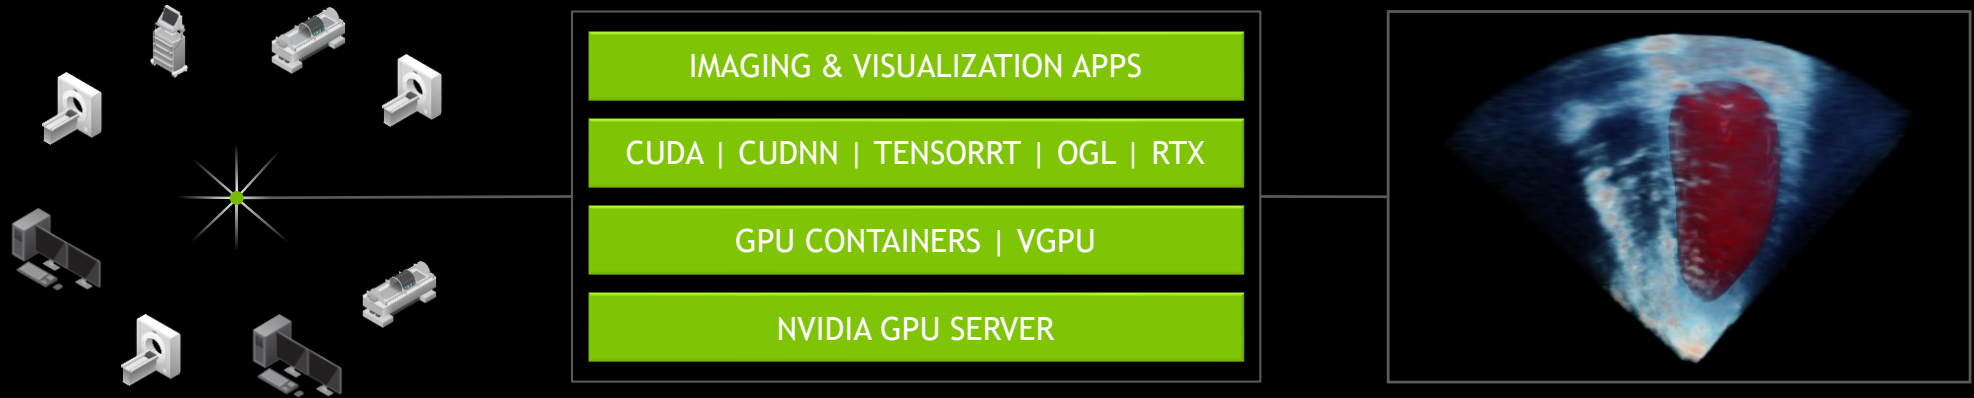 IMAGING & VISUALIZATION APPS
CUDA | CUDNN | TENSORRT | OGL | RTX
GPU CONTAINERS | VGPU
NVIDIA GPU SERVER